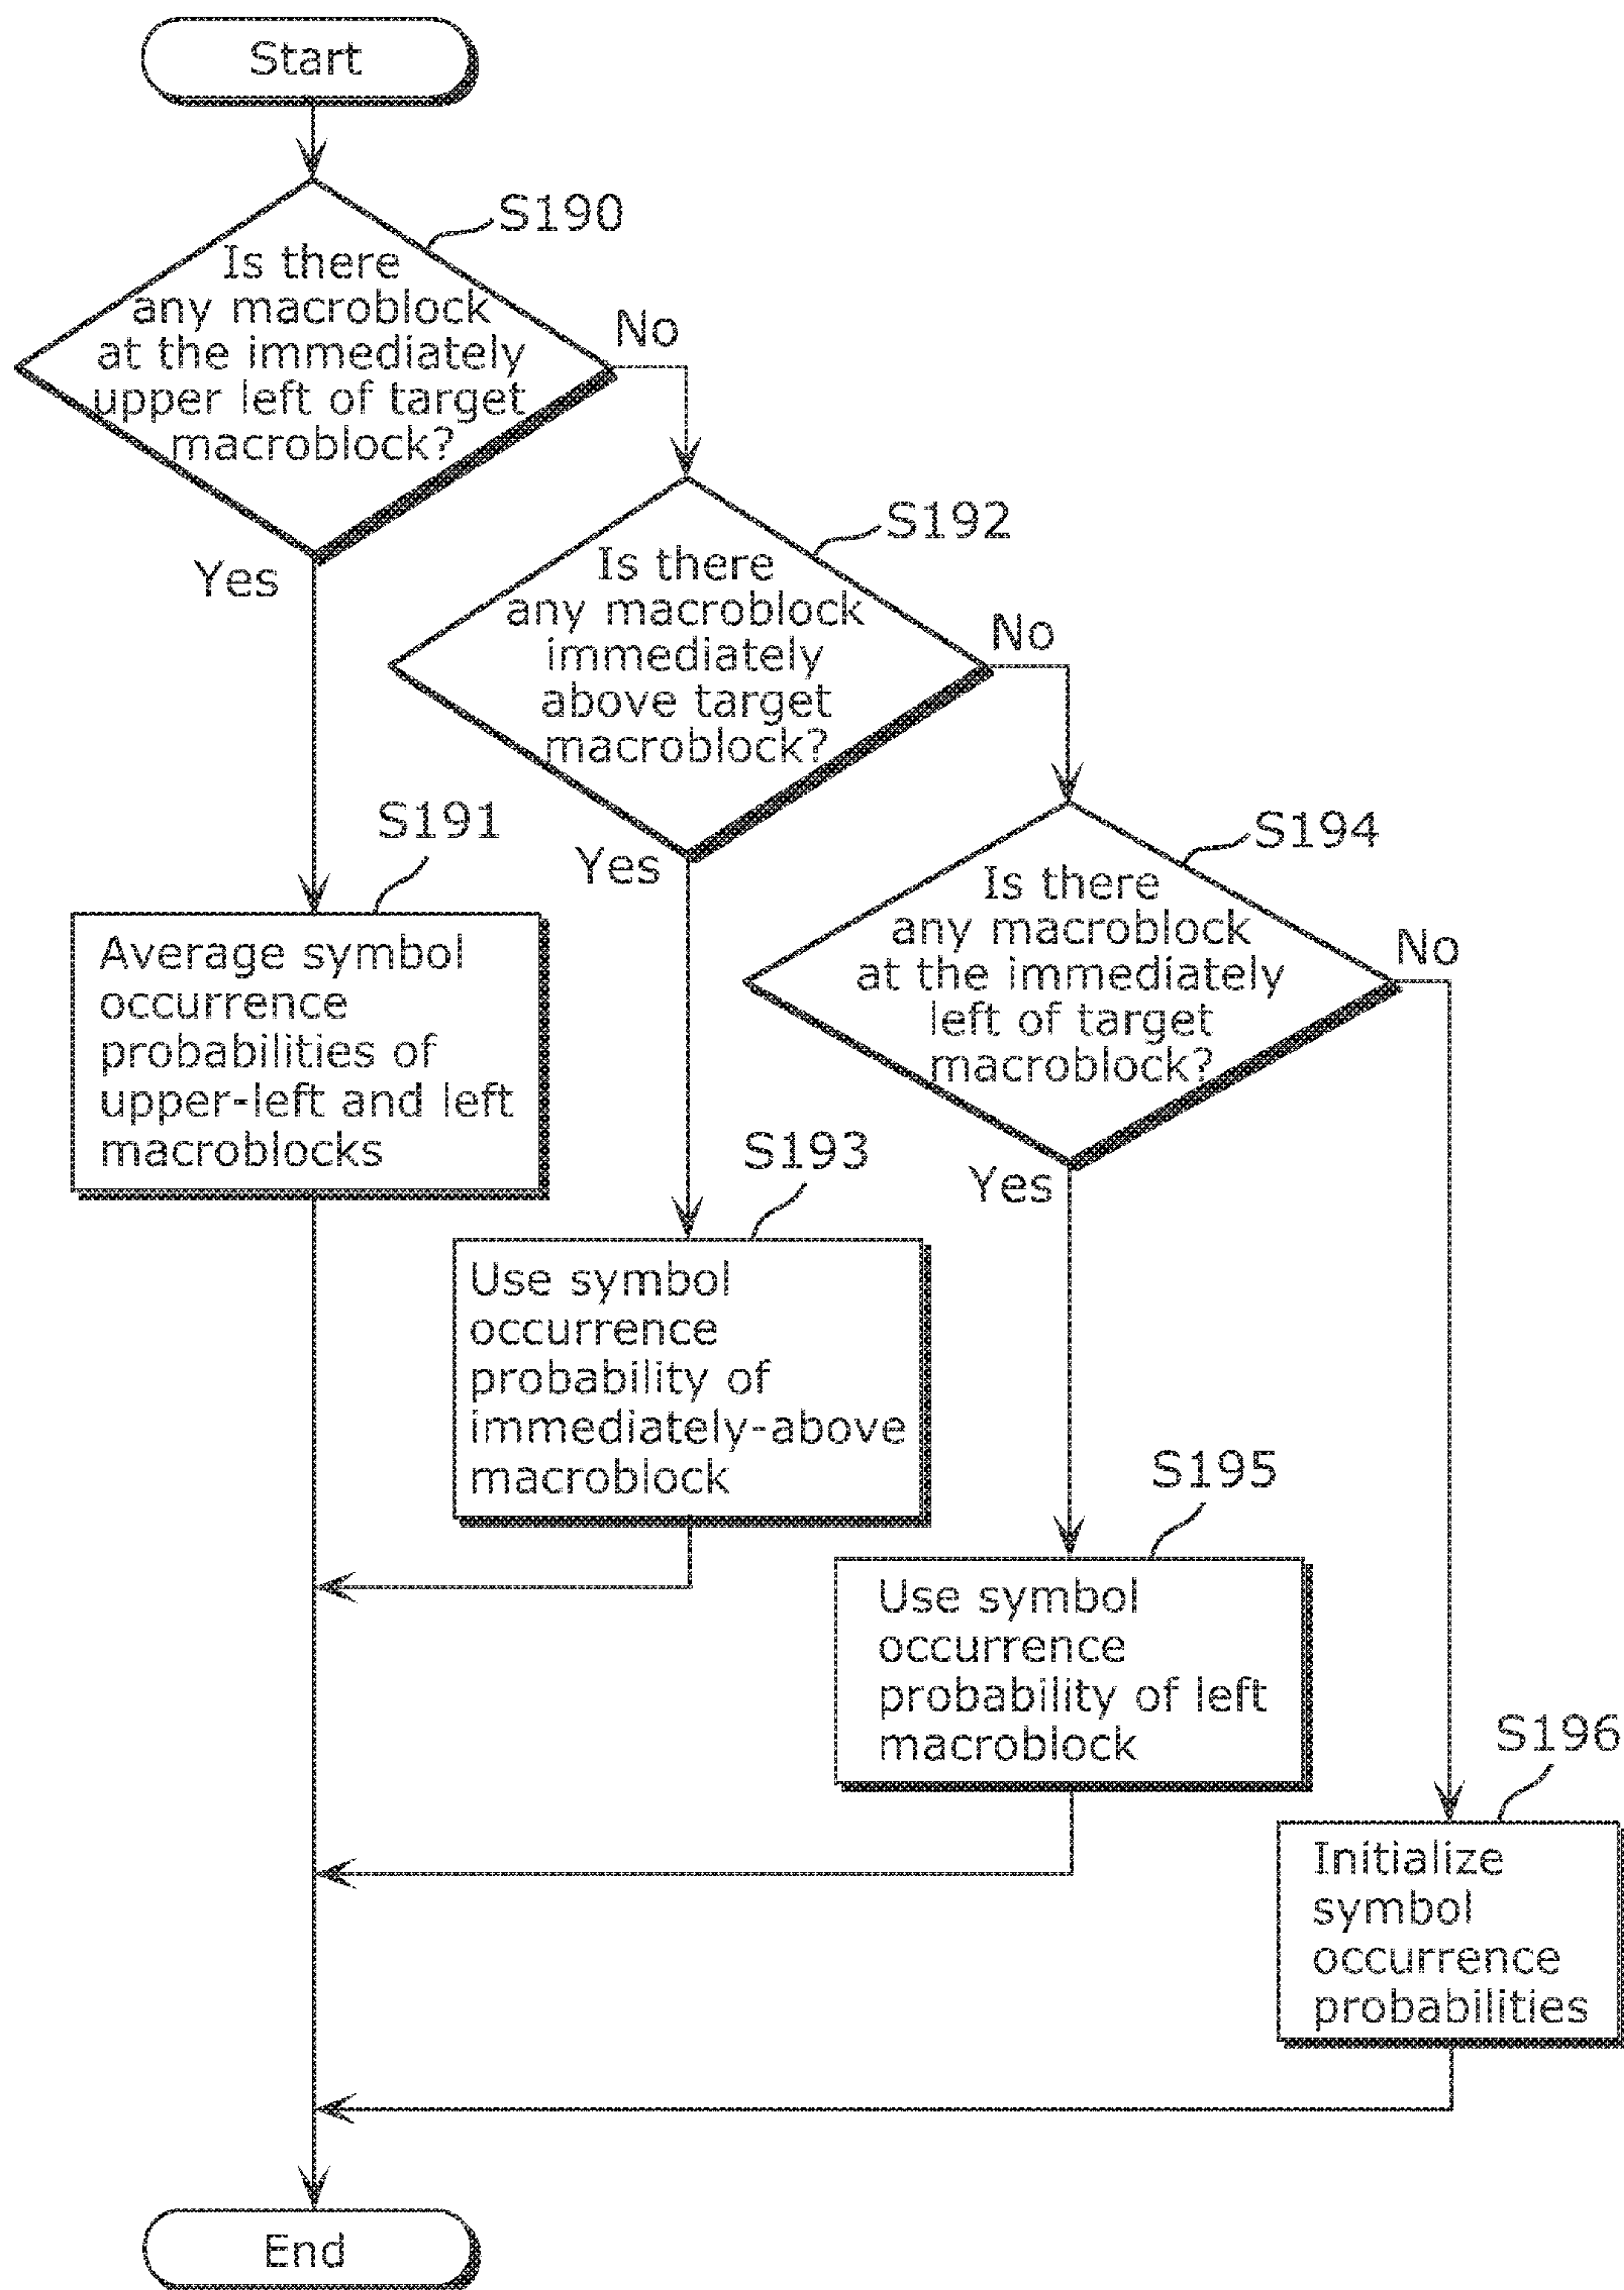 Start
S190
Is there
any macroblock
at the immediately
upper left of target
macroblock?
No
Yes
S192
Is there
any macroblock
immediately
above target
macroblock?
No
Yes
S194
Is there
any macroblock
at the immediately
left of target
macroblock?
No
Yes
S191
Average symbol
occurrence
probabilities of
upper-left and left
macroblocks
S193
Use symbol
occurrence
probability of
immediately-above
macroblock
S195
Use symbol
occurrence
probability of left
macroblock
S196
Initialize
symbol
occurrence
probabilities
End